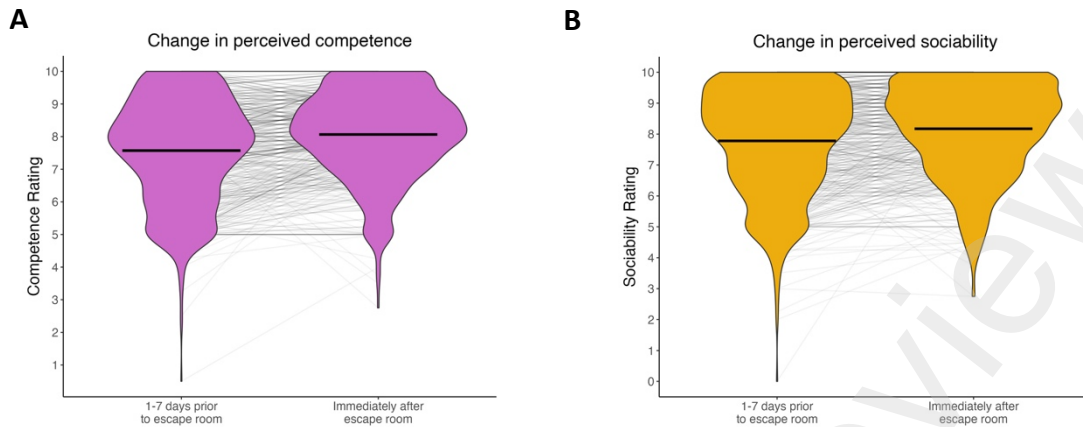 A
Change in perceived competence
Competence Rating
10
9
8
7
6
5
4
3
2
1
1-7 days prior
to escape room
Immediately after
escape room
B
Change in perceived sociability
Sociability Rating
10
9
8
7
6
5
4
3
2
1
0
1-7 days prior
to escape room
Immediately after
escape room
view